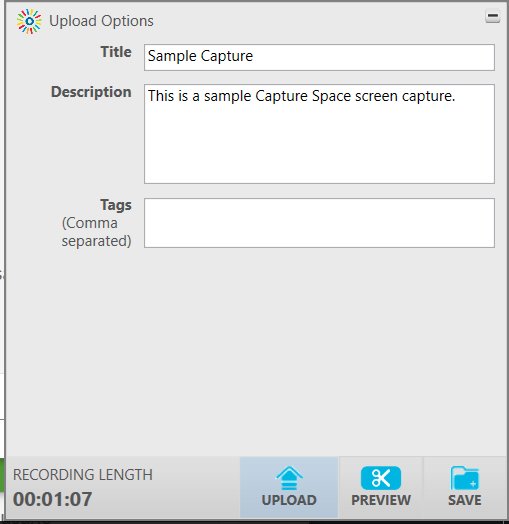 Upload Options
Title
Sample Capture
Description
This is a sample Capture Space screen capture.
Tags
(Comma
separated)
RECORDING LENGTH
00:01:07
UPLOAD
PREVIEW
SAVE